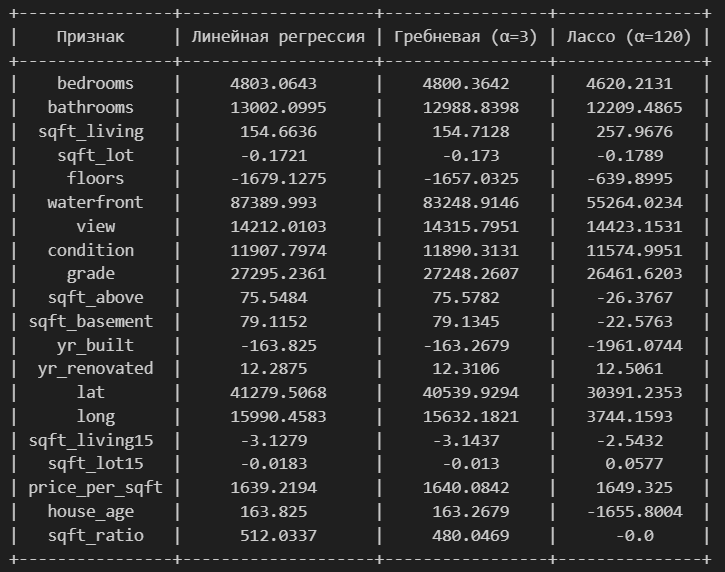 +---------------+--------------------+-----------------+---------------+
|    Признак    | Линейная регрессия | Гребневая (α=3) | Лассо (α=120) |
+---------------+--------------------+-----------------+---------------+
|    bedrooms   |     4803.0643      |    4800.3642    |   4620.2131   |
|   bathrooms   |     13002.0995     |    12988.8398   |   12209.4865  |
|  sqft_living  |      154.6636      |     154.7128    |    257.9676   |
|    sqft_lot   |      -0.1721       |      -0.173     |    -0.1789    |
|     floors    |     -1679.1275     |    -1657.0325   |   -639.8995   |
|   waterfront  |     87389.993      |    83248.9146   |   55264.0234  |
|      view     |     14212.0103     |    14315.7951   |   14423.1531  |
|   condition   |     11907.7974     |    11890.3131   |   11574.9951  |
|     grade     |     27295.2361     |    27248.2607   |   26461.6203  |
|   sqft_above  |      75.5484       |     75.5782     |    -26.3767   |
| sqft_basement |      79.1152       |     79.1345     |    -22.5763   |
|    yr_built   |      -163.825      |    -163.2679    |   -1961.0744  |
|  yr_renovated |      12.2875       |     12.3106     |    12.5061    |
|      lat      |     41279.5068     |    40539.9294   |   30391.2353  |
|      long     |     15990.4583     |    15632.1821   |   3744.1593   |
| sqft_living15 |      -3.1279       |     -3.1437     |    -2.5432    |
|   sqft_lot15  |      -0.0183       |      -0.013     |     0.0577    |
| price_per_sqft |     1639.2194      |    1640.0842    |    1649.325   |
|   house_age   |      163.825       |     163.2679    |   -1655.8004  |
|   sqft_ratio  |      512.0337      |     480.0469    |      -0.0     |
+---------------+--------------------+-----------------+---------------+